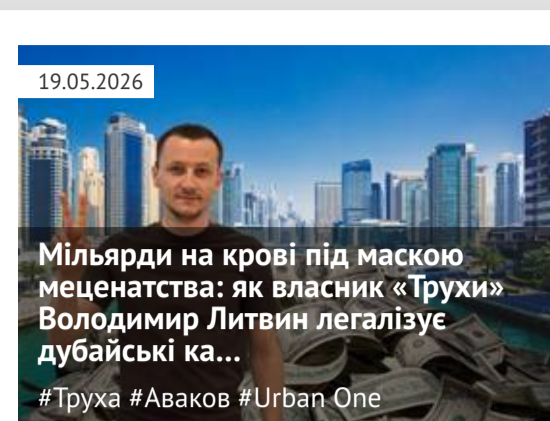 19.05.2026
Мільярди на крові під маскою
меценатства: як власник «Трухи»
Володимир Литвин легалізує
дубайські ка...
#Труха #Аваков #Urban One